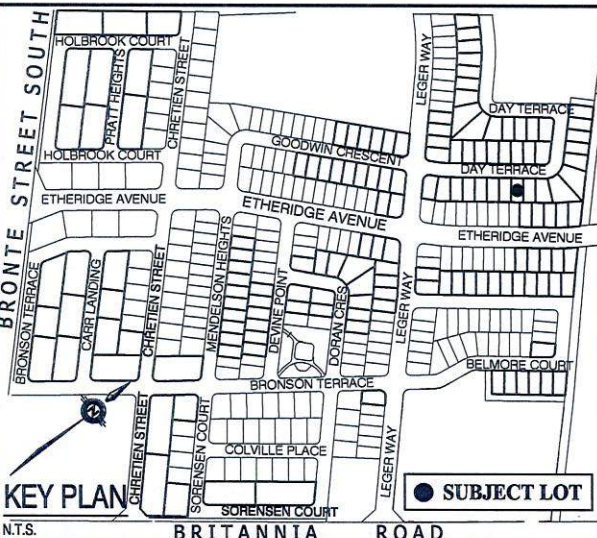 HOLBROOK COURT
BRONTE STREET SOUTH
PRATT HEIGHTS
CHRETIEN STREET
LEGER WAY
DAY TERRACE
HOLBROOK COURT
GOODWIN CRESCENT
DAY TERRACE
ETHERIDGE AVENUE
ETHERIDGE AVENUE
ETHERIDGE AVENUE
BRONSON TERRACE
CARR LANDING
CHRETIEN STREET
MENDELSON HEIGHTS
DEVINE POINT
DORAN CRES
LEGER WAY
BELMORE COURT
BRONSON TERRACE
N
CHRETIEN STREET
SORENSEN COURT
COLVILLE PLACE
LEGER WAY
KEY PLAN
SUBJECT LOT
SORENSEN COURT
N.T.S.
BRITANNIA ROAD